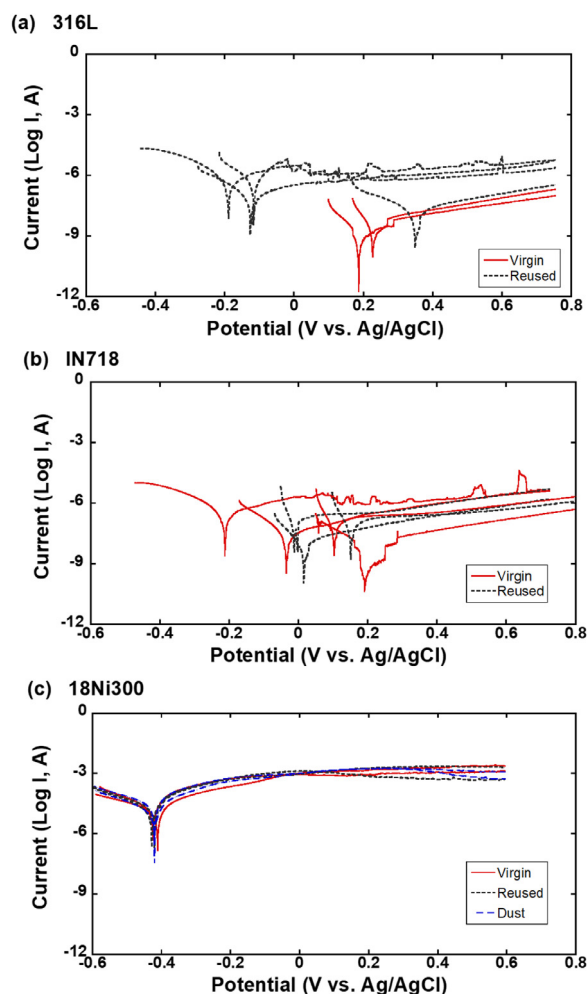 (a) 316L
0
-3
-6
-9
-12
Current (Log I, A)
Virgin
Reused
-0.6 -0.4 -0.2 0 0.2 0.4 0.6 0.8
Potential (V vs. Ag/AgCl)
(b) IN718
0
-3
-6
-9
-12
Current (Log I, A)
Virgin
Reused
-0.6 -0.4 -0.2 0 0.2 0.4 0.6 0.8
Potential (V vs. Ag/AgCl)
(c) 18Ni300
0
-3
-6
-9
-12
Current (Log I, A)
Virgin
Reused
Dust
-0.6 -0.4 -0.2 0 0.2 0.4 0.6 0.8
Potential (V vs. Ag/AgCl)